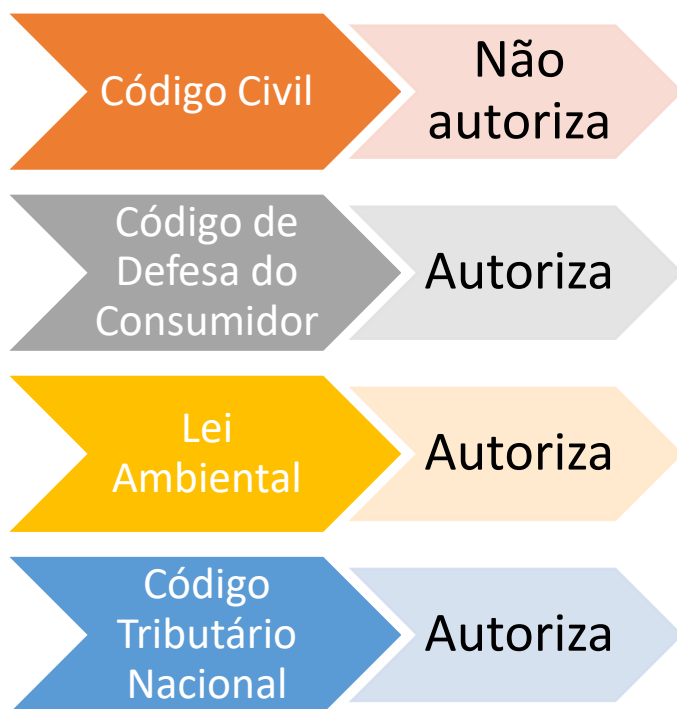 Código Civil
Não
autoriza
Código de
Defesa do
Consumidor
Autoriza
Lei
Ambiental
Autoriza
Código
Tributário
Nacional
Autoriza